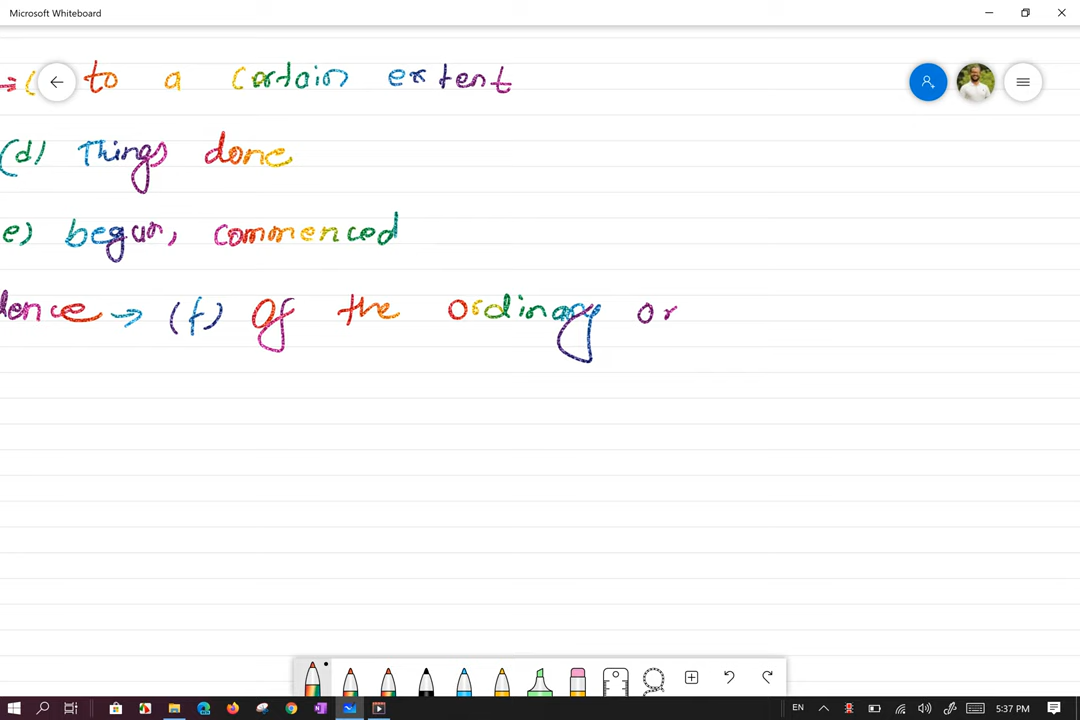 Microsoft Whiteboard
to a certain extent
(d) Things done
e) begun, commenced
dence → (f) Of the ordinary or
EN 5:37 PM